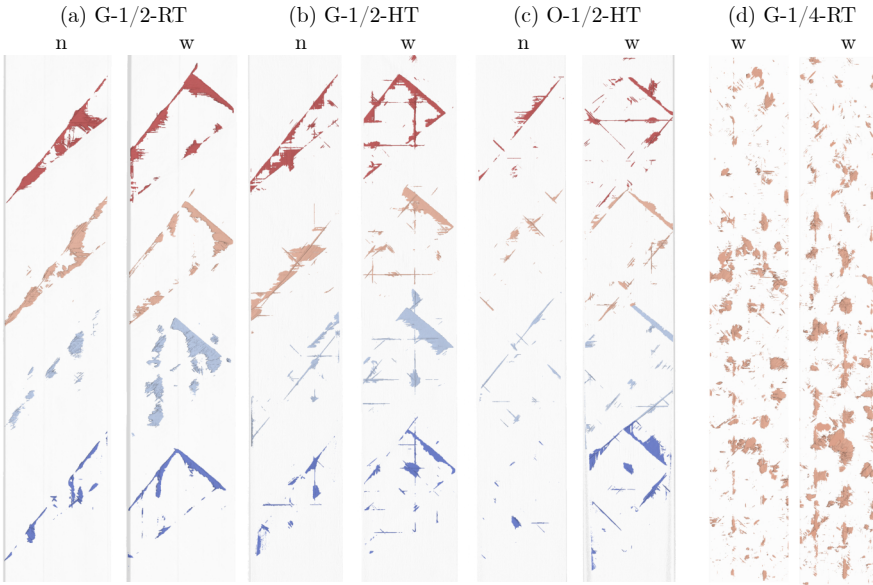 (a) G-1/2-RT (b) G-1/2-HT (c) O-1/2-HT (d) G-1/4-RT
n w n w n w w w